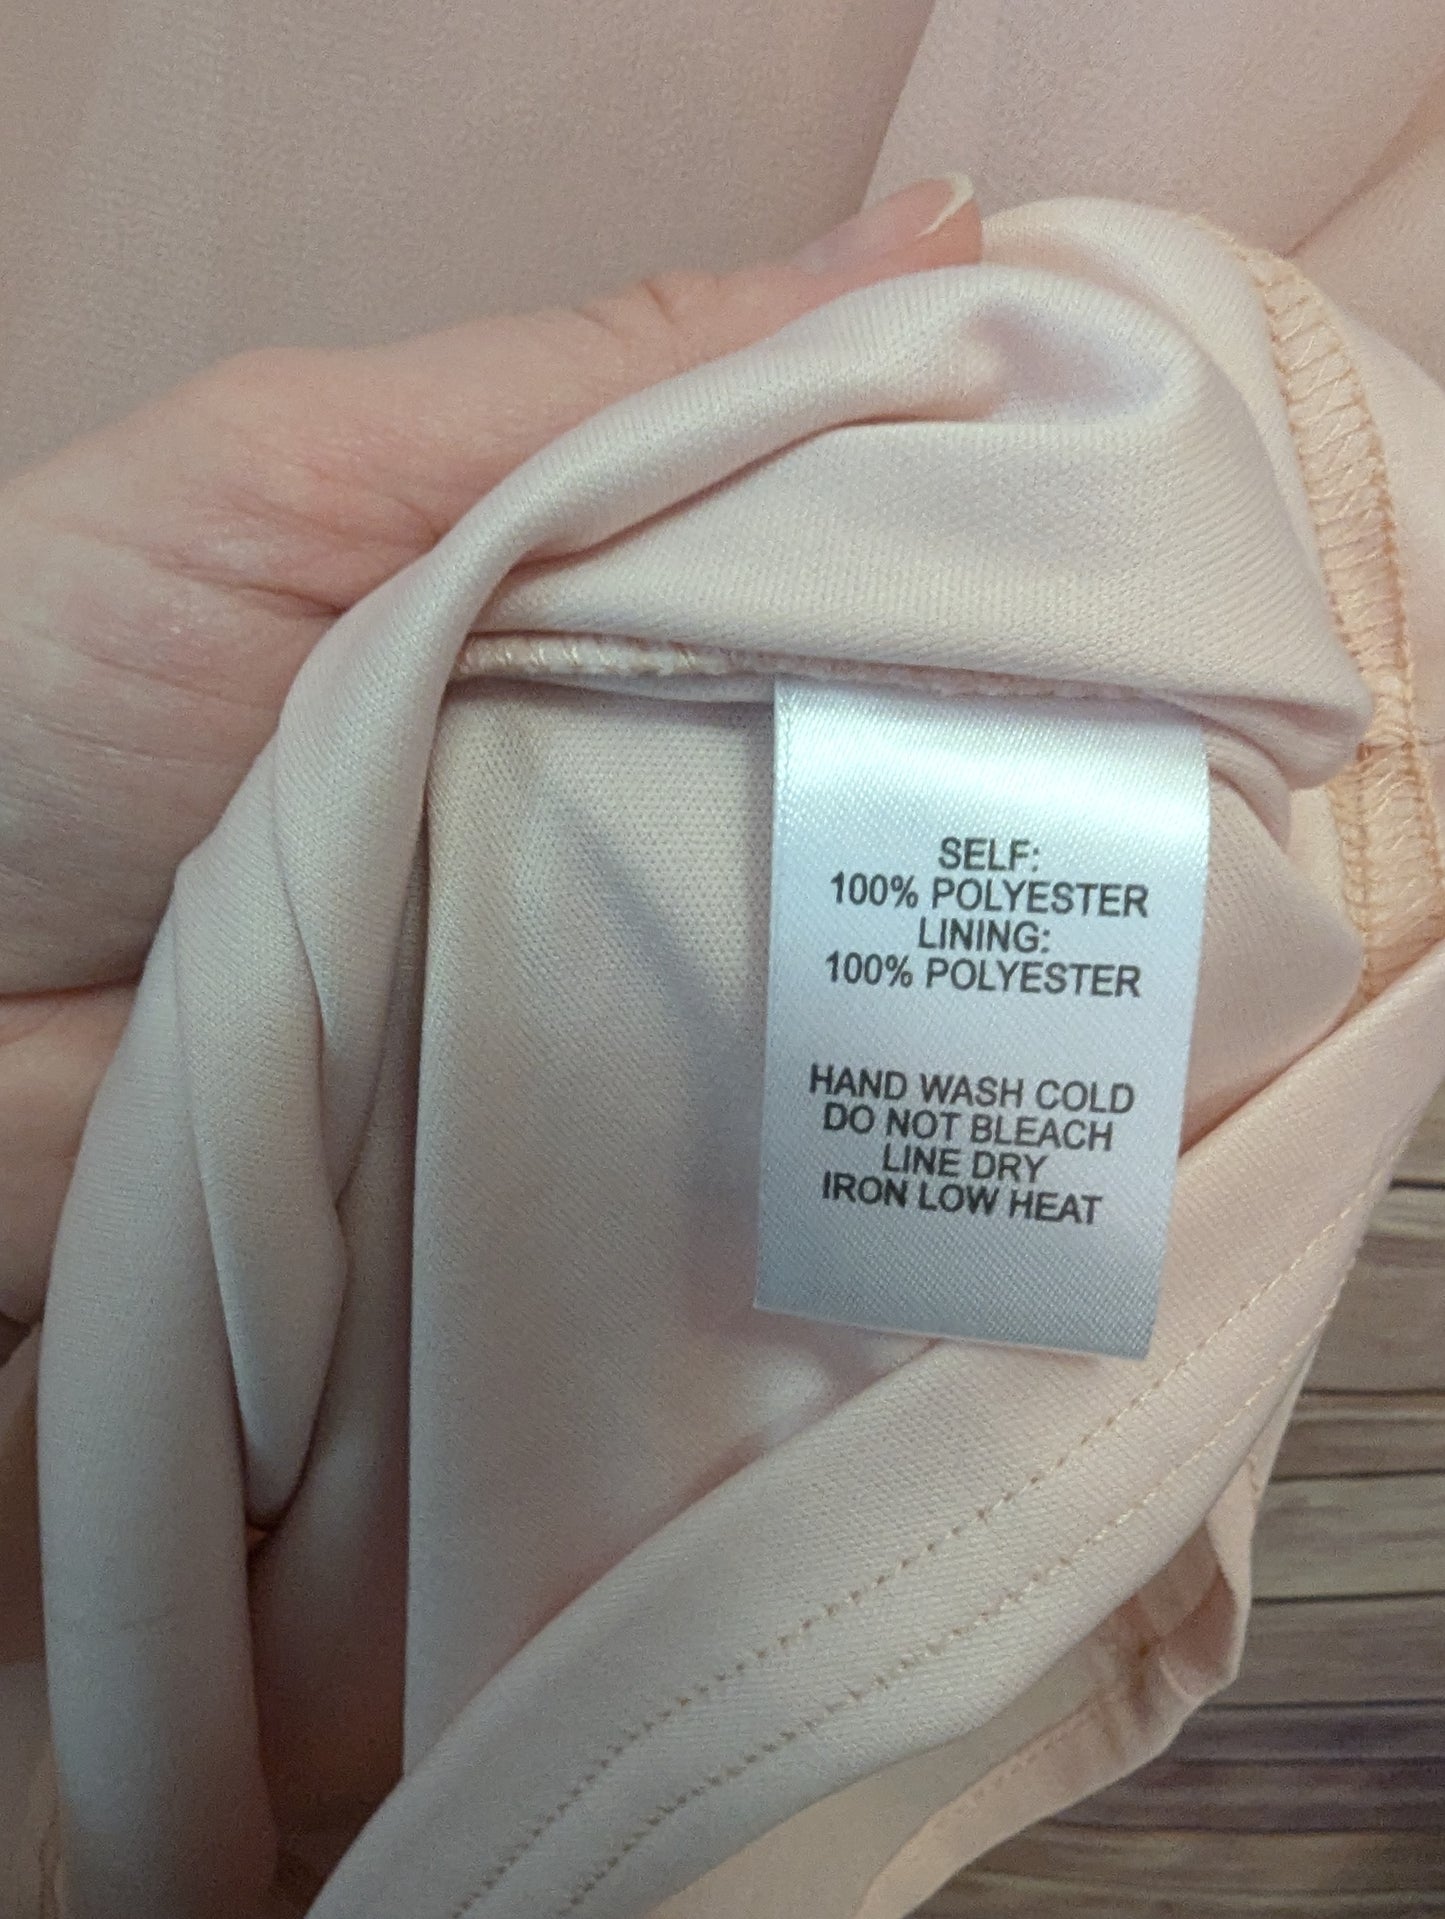 SELF:
100% POLYESTER
LINING:
100% POLYESTER
HAND WASH COLD
DO NOT BLEACH
LINE DRY
IRON LOW HEAT